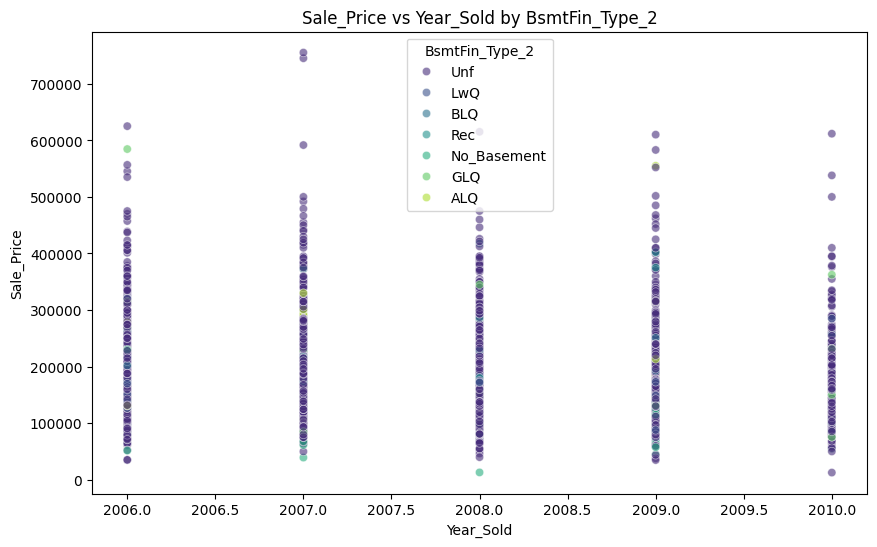 Sale_Price vs Year_Sold by BsmtFin_Type_2
BsmtFin_Type_2
Unf
LwQ
BLQ
Rec
No_Basement
GLQ
ALQ
Sale_Price
700000
600000
500000
400000
300000
200000
100000
0
2006.0 2006.5 2007.0 2007.5 2008.0 2008.5 2009.0 2009.5 2010.0
Year_Sold